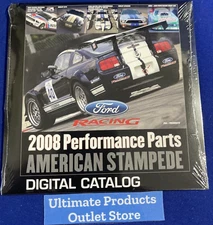 Ford
RACING
2008 Performance Parts
AMERICAN STAMPEDE
DIGITAL CATALOG
Ultimate Products
Outlet Store